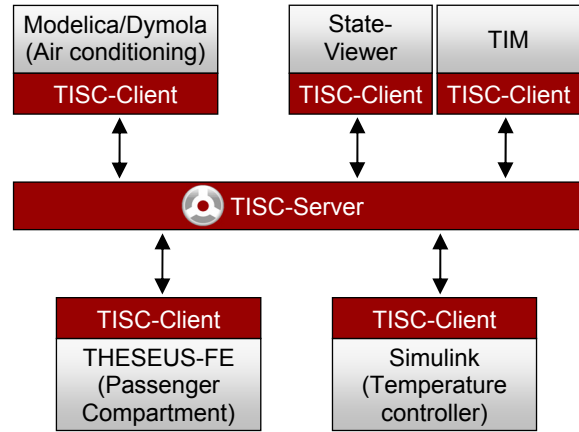 Modelica/Dymola
(Air conditioning)
TISC-Client
State-
Viewer
TISC-Client
TIM
TISC-Client
TISC-Server
TISC-Client
THESEUS-FE
(Passenger
Compartment)
TISC-Client
Simulink
(Temperature
controller)